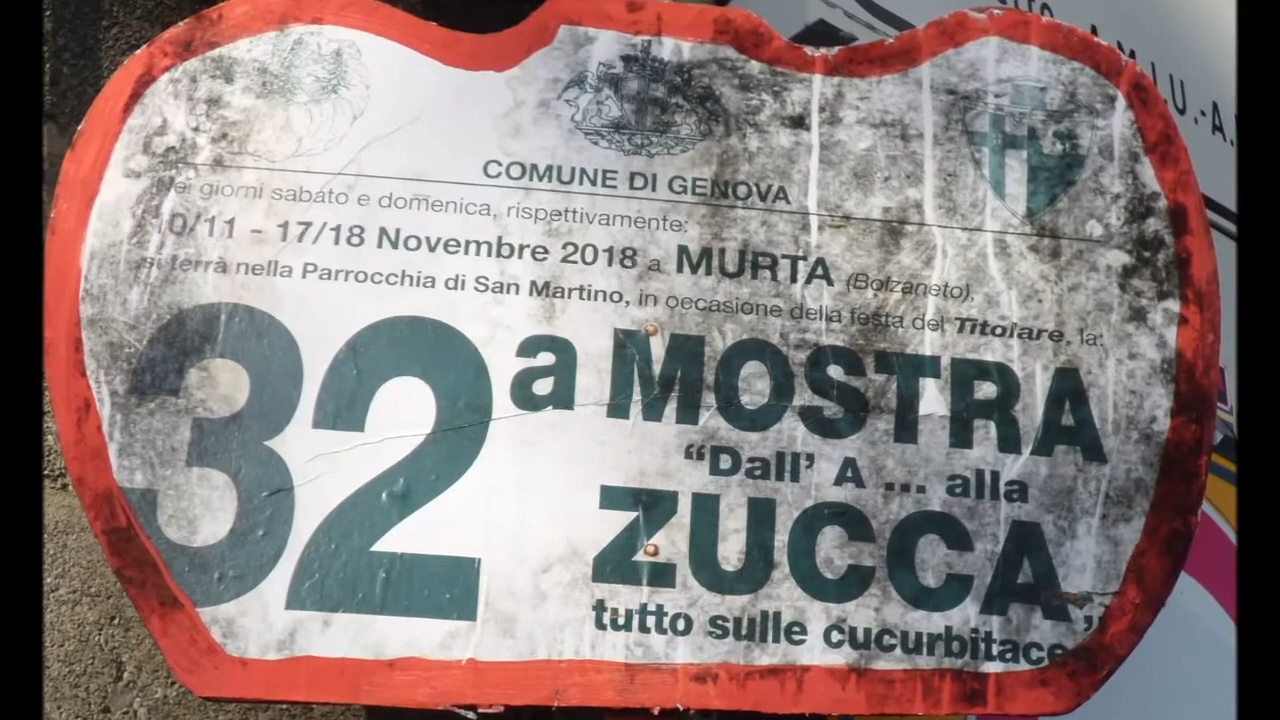 COMUNE DI GENOVA
Nei giorni sabato e domenica, rispettivamente:
10/11 - 17/18 Novembre 2018 a MURTA (Bolzaneto),
si terrà nella Parrocchia di San Martino, in occasione della festa del Titolare, la:
32a MOSTRA
“Dall’ A ... alla
ZUCCA”
tutto sulle cucurbitace